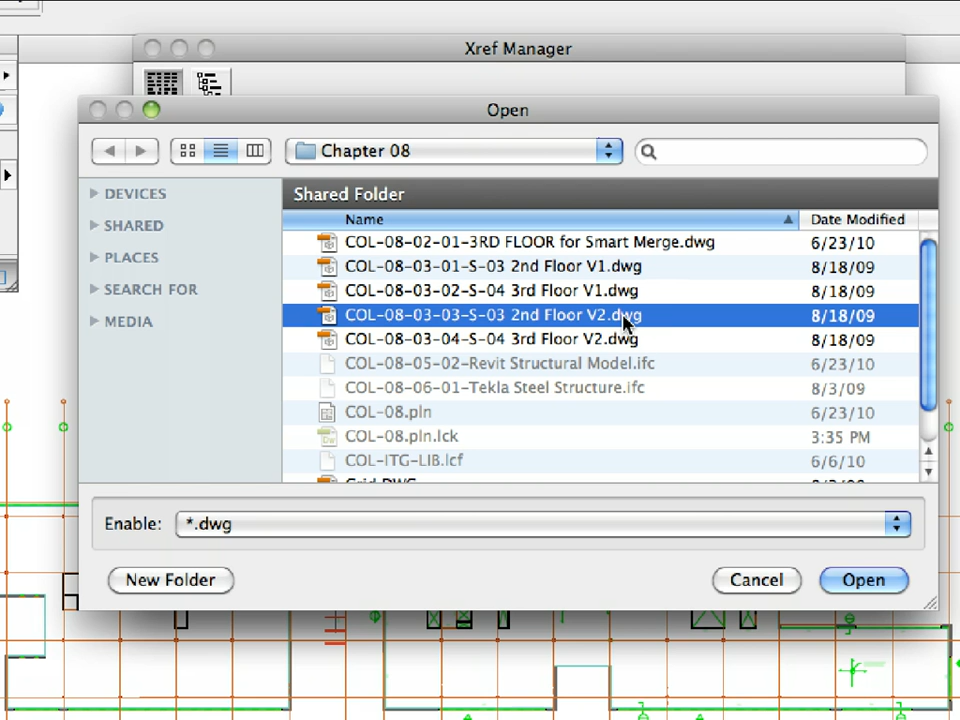 Xref Manager
Open
Chapter 08
DEVICES
SHARED
PLACES
SEARCH FOR
MEDIA
Shared Folder
Name Date Modified
COL-08-02-01-3RD FLOOR for Smart Merge.dwg 6/23/10
COL-08-03-01-S-03 2nd Floor V1.dwg 8/18/09
COL-08-03-02-S-04 3rd Floor V1.dwg 8/18/09
COL-08-03-03-S-03 2nd Floor V2.dwg 8/18/09
COL-08-03-04-S-04 3rd Floor V2.dwg 8/18/09
COL-08-05-02-Revit Structural Model.ifc 6/23/10
COL-08-06-01-Tekla Steel Structure.ifc 8/3/09
COL-08.pln 6/23/10
COL-08.pln.lck 3:35 PM
COL-ITG-LIB.lcf 6/6/10
Grid DWG
Enable: *.dwg
New Folder Cancel Open